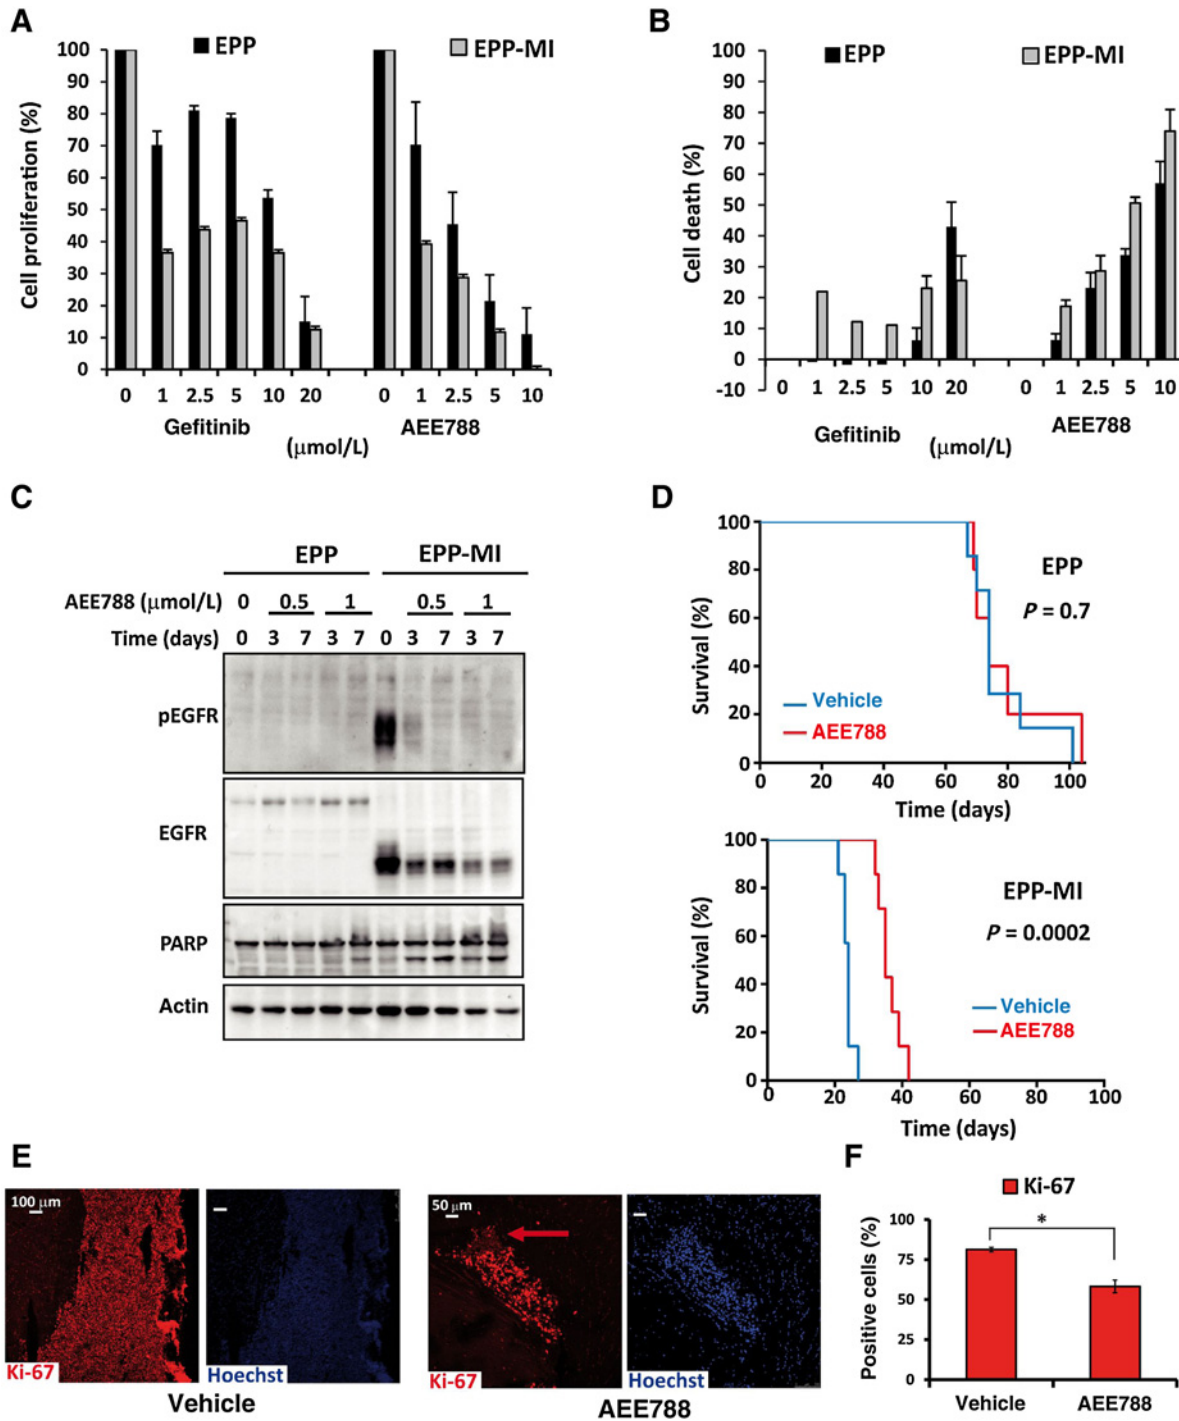 A
EPP
EPP-MI
Cell proliferation (%)
100
90
80
70
60
50
40
30
20
10
0
0 1 2.5 5 10 20 0 1 2.5 5 10
Gefitinib
(μmol/L)
AEE788
B
EPP
EPP-MI
Cell death (%)
100
90
80
70
60
50
40
30
20
10
0
-10
0 1 2.5 5 10 20 0 1 2.5 5 10
Gefitinib
(μmol/L)
AEE788
C
EPP
EPP-MI
AEE788 (μmol/L) 0 0.5 1 0 0.5 1
Time (days) 0 3 7 3 7 0 3 7 3 7
pEGFR
EGFR
PARP
Actin
D
Survival (%)
100
80
60
40
20
0
EPP
P = 0.7
Vehicle
AEE788
0 20 40 60 80 100
Time (days)
Survival (%)
100
80
60
40
20
0
EPP-MI
P = 0.0002
Vehicle
AEE788
0 20 40 60 80 100
Time (days)
E
100 μm
Ki-67
Hoechst
Vehicle
50 μm
Ki-67
Hoechst
AEE788
F
Ki-67
*
Positive cells (%)
100
75
50
25
0
Vehicle
AEE788